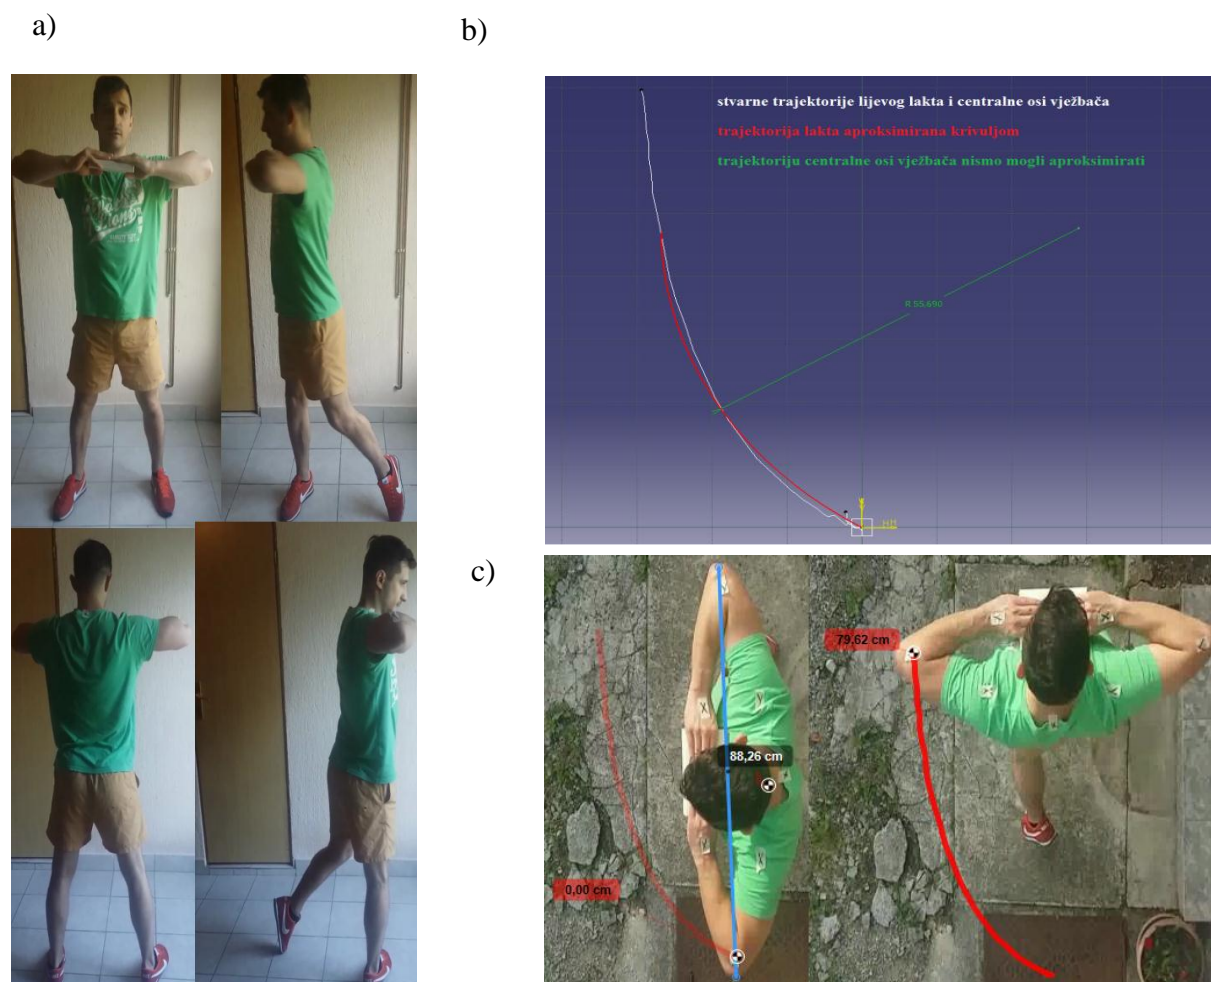 a)
b)
stvarne trajektorije lijevog lakta i centralne osi vježbača
trajektorija lakta aproksimirana krivuljom
trajektoriju centralne osi vježbača nismo mogli aproksimirati
R 55,690
c)
88,26 cm
0,00 cm
79,62 cm